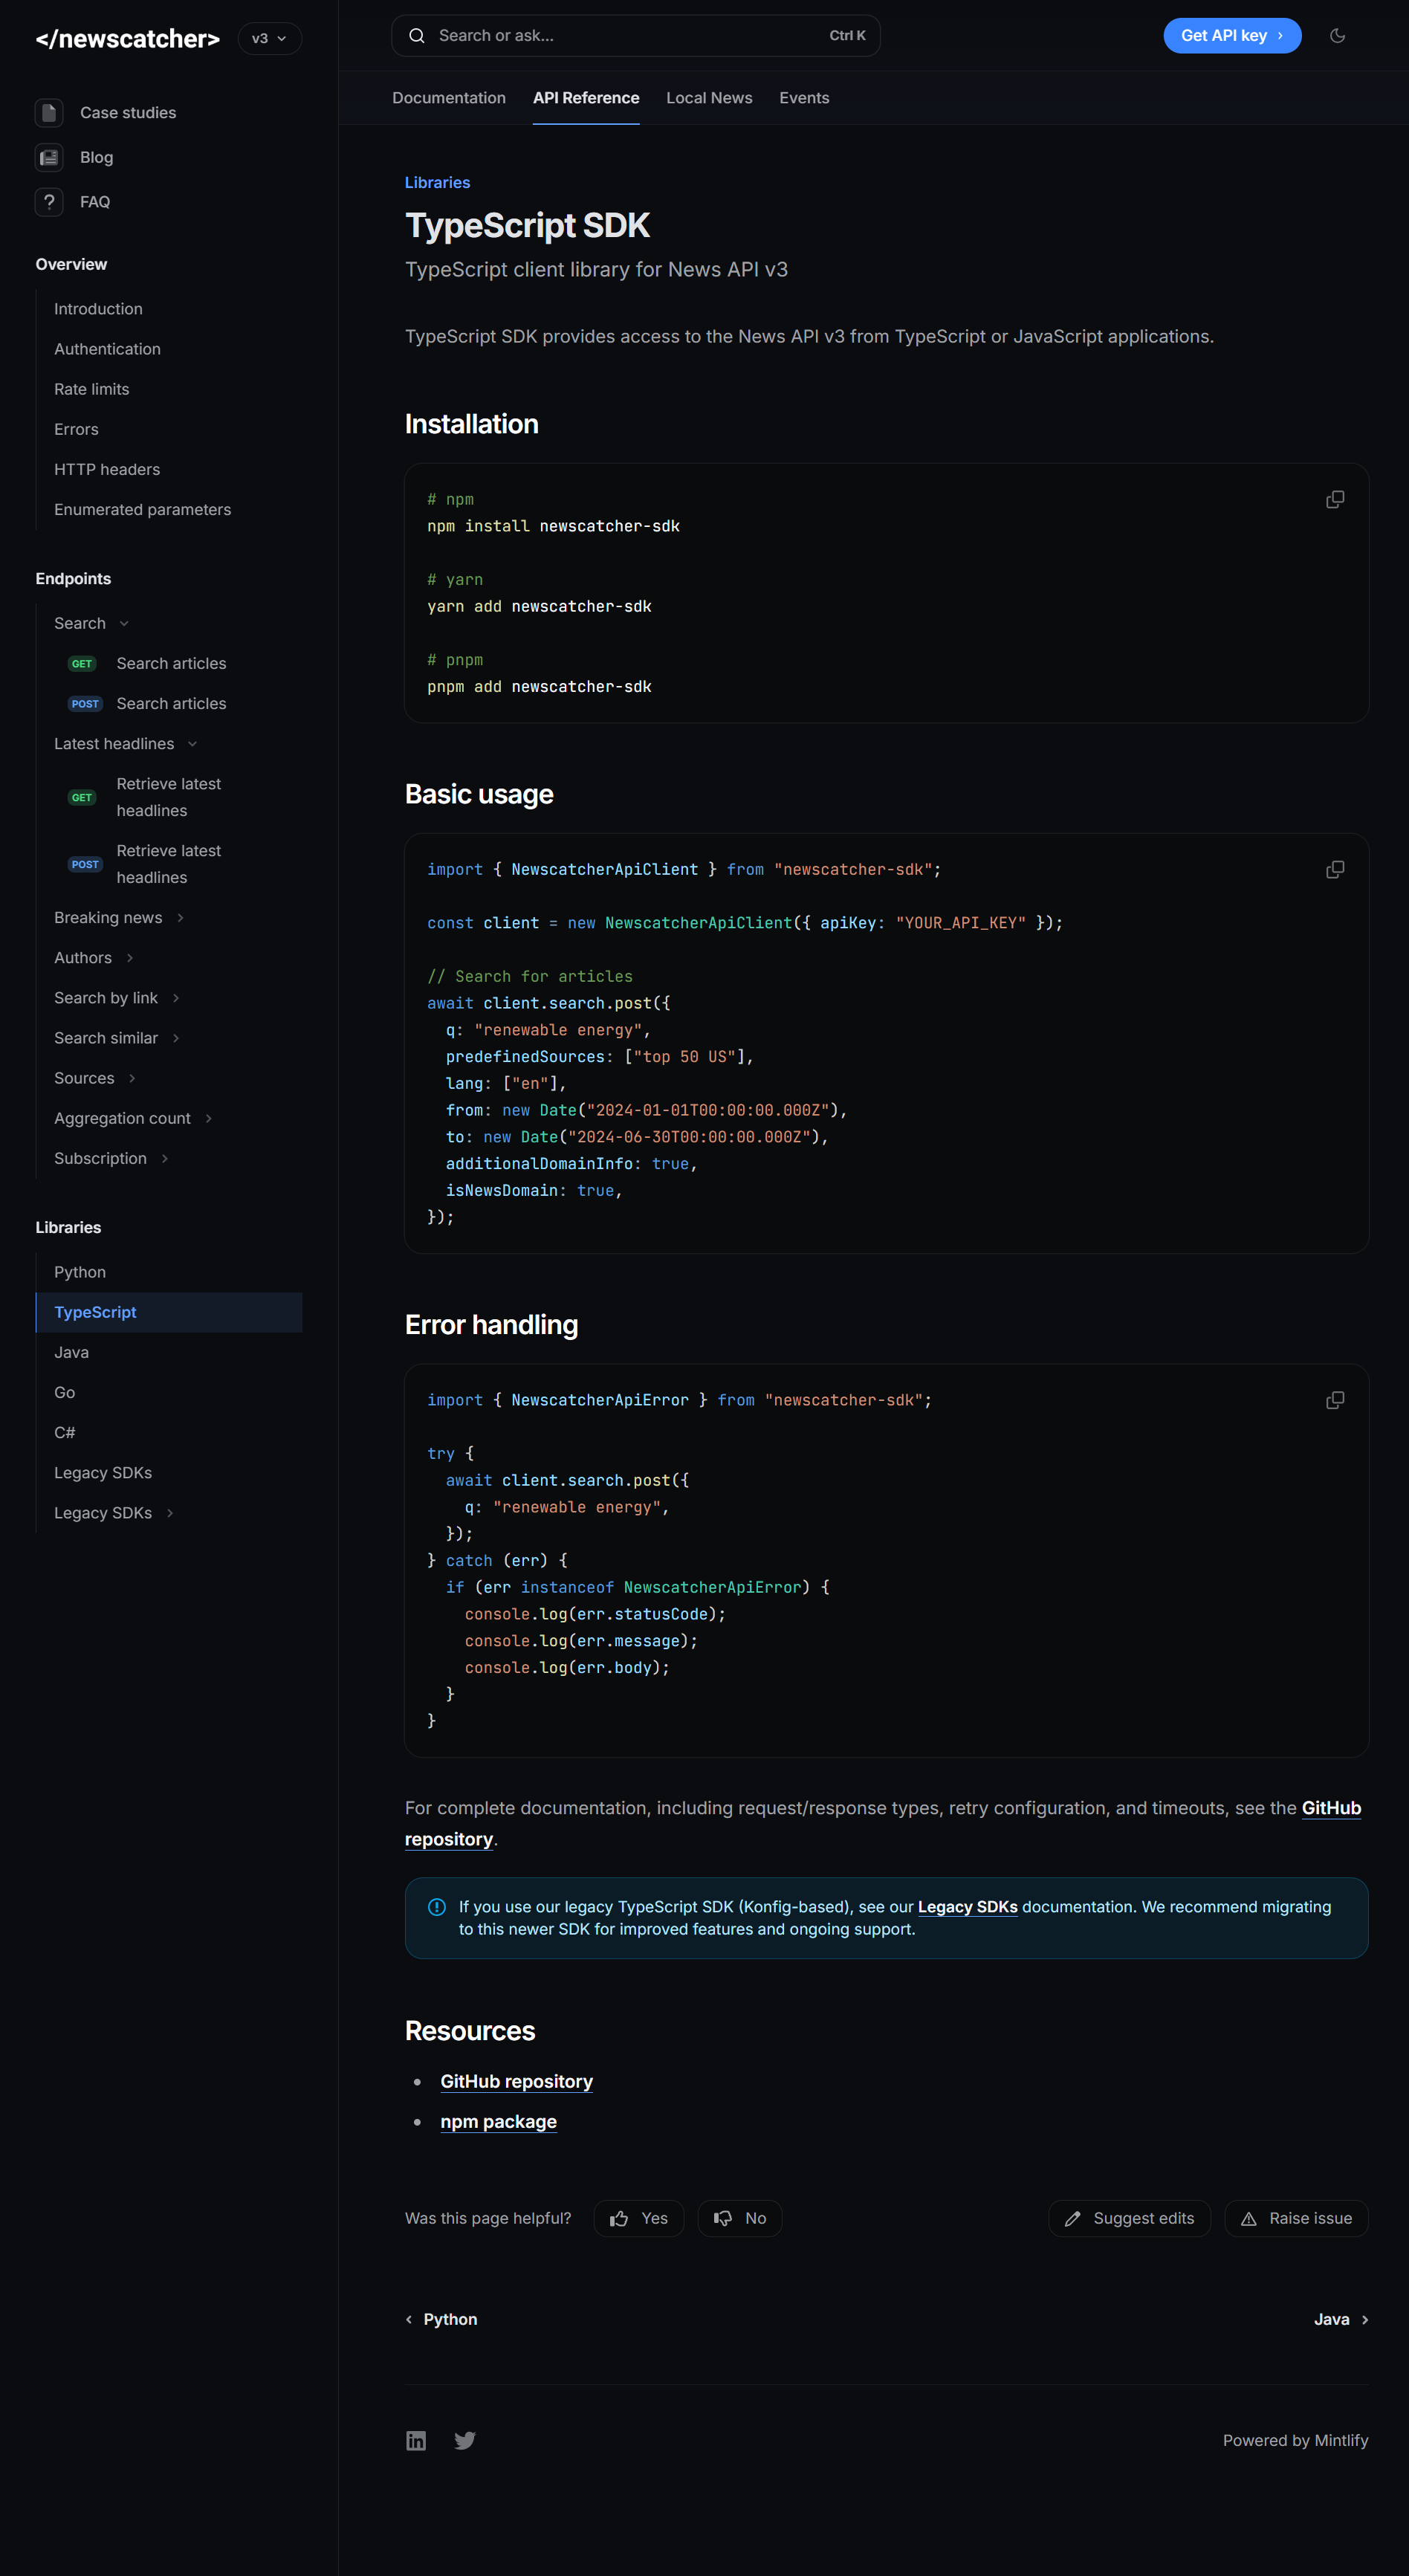 </newscatcher>
v3
Case studies
Blog
FAQ
Overview
Introduction
Authentication
Rate limits
Errors
HTTP headers
Enumerated parameters
Endpoints
Search
GET Search articles
POST Search articles
Latest headlines
GET Retrieve latest
headlines
POST Retrieve latest
headlines
Breaking news
Authors
Search by link
Search similar
Sources
Aggregation count
Subscription
Libraries
Python
TypeScript
Java
Go
C#
Legacy SDKs
Legacy SDKs
Search or ask...
Ctrl K
Get API key
Documentation
API Reference
Local News
Events
Libraries
TypeScript SDK
TypeScript client library for News API v3
TypeScript SDK provides access to the News API v3 from TypeScript or JavaScript applications.
Installation
# npm
npm install newscatcher-sdk
# yarn
yarn add newscatcher-sdk
# pnpm
pnpm add newscatcher-sdk
Basic usage
import { NewscatcherApiClient } from "newscatcher-sdk";
const client = new NewscatcherApiClient({ apiKey: "YOUR_API_KEY" });
// Search for articles
await client.search.post({
  q: "renewable energy",
  predefinedSources: ["top 50 US"],
  lang: ["en"],
  from: new Date("2024-01-01T00:00:00.000Z"),
  to: new Date("2024-06-30T00:00:00.000Z"),
  additionalDomainInfo: true,
  isNewsDomain: true,
});
Error handling
import { NewscatcherApiError } from "newscatcher-sdk";
try {
  await client.search.post({
    q: "renewable energy",
  });
} catch (err) {
  if (err instanceof NewscatcherApiError) {
    console.log(err.statusCode);
    console.log(err.message);
    console.log(err.body);
  }
}
For complete documentation, including request/response types, retry configuration, and timeouts, see the GitHub
repository.
If you use our legacy TypeScript SDK (Konfig-based), see our Legacy SDKs documentation. We recommend migrating
to this newer SDK for improved features and ongoing support.
Resources
GitHub repository
npm package
Was this page helpful?
Yes
No
Suggest edits
Raise issue
Python
Java
Powered by Mintlify